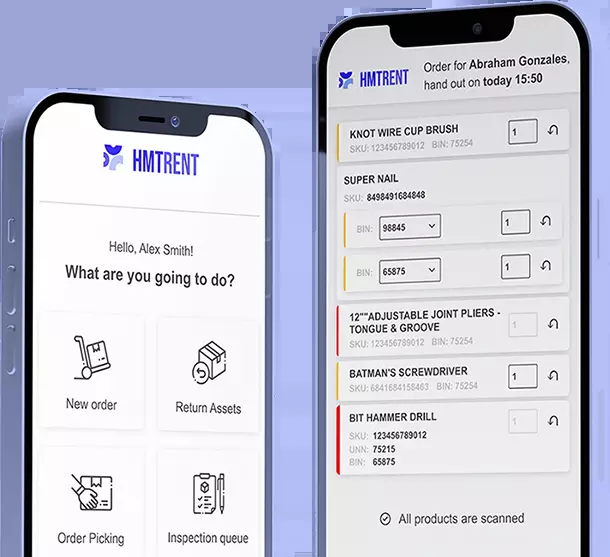 HMTRENT
Hello, Alex Smith!
What are you going to do?
New order
Return Assets
Order Picking
Inspection queue
HMTRENT
Order for Abraham Gonzales,
hand out on today 15:50
KNOT WIRE CUP BRUSH
1
SKU: 123456789012 BIN: 75254
SUPER NAIL
SKU: 8498491684848
BIN: 98845 1
BIN: 65875 1
12""ADJUSTABLE JOINT PLIERS -
TONGUE & GROOVE
1
SKU: 123456789012 BIN: 75254
BATMAN'S SCREWDRIVER
1
SKU: 6841684158463 BIN: 75254
BIT HAMMER DRILL
1
SKU: 123456789012
UNN: 75215
BIN: 65875
All products are scanned